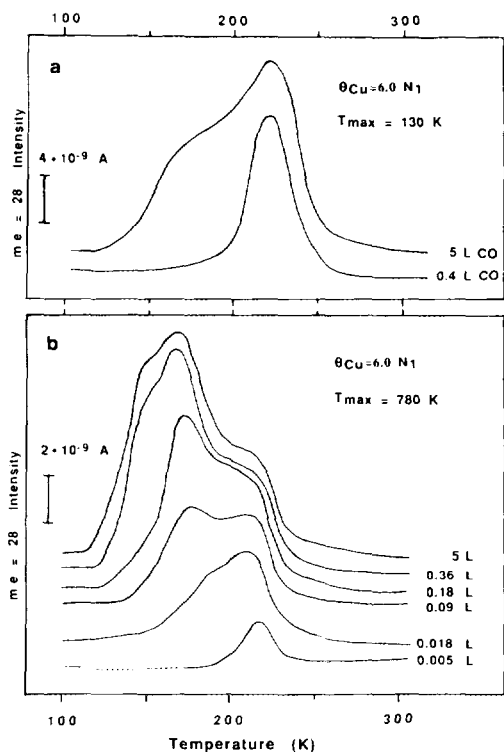 100 200 300
a
θCu=6.0 N1
Tmax = 130 K
4 * 10-9 A
me = 28 Intensity
5 L CO
0.4 L CO
b
θCu=6.0 N1
Tmax = 780 K
2 * 10-9 A
me = 28 Intensity
5 L
0.36 L
0.18 L
0.09 L
0.018 L
0.005 L
100 200 300
Temperature (K)